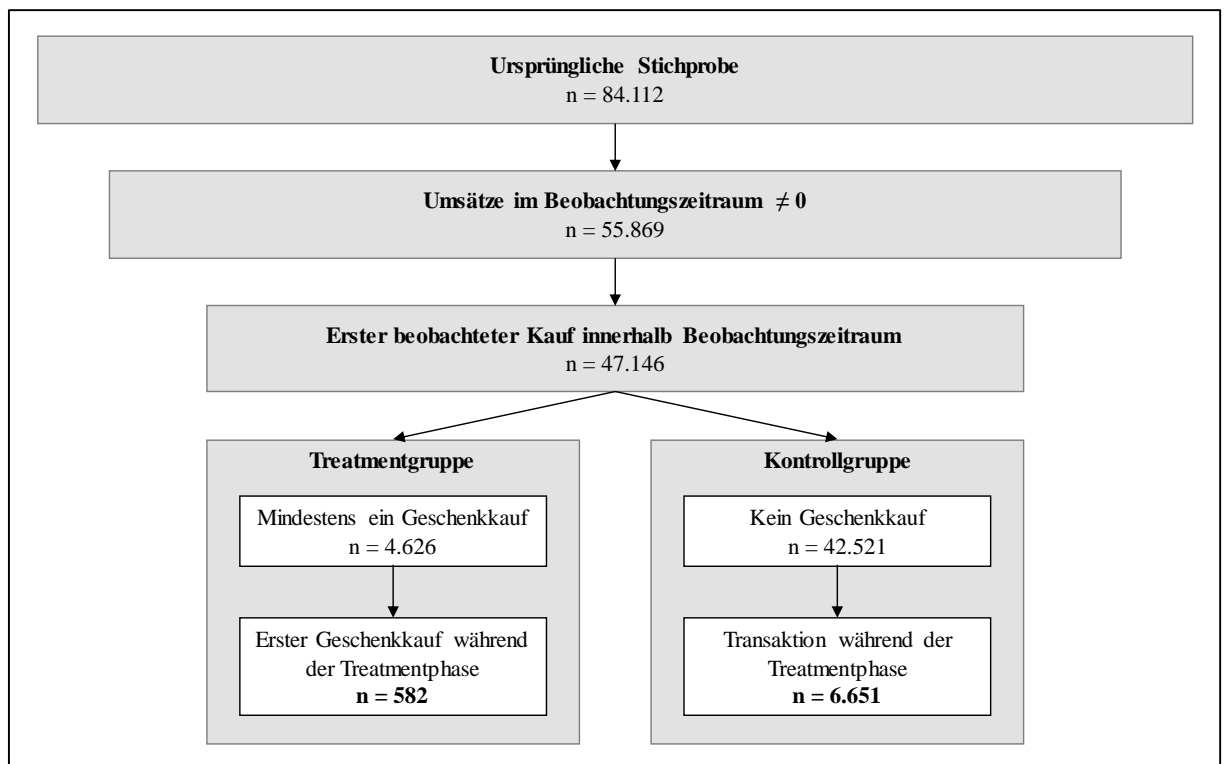 Ursprüngliche Stichprobe
n = 84.112
Umsätze im Beobachtungszeitraum ≠ 0
n = 55.869
Erster beobachteter Kauf innerhalb Beobachtungszeitraum
n = 47.146
Treatmentgruppe
Mindestens ein Geschenkkauf
n = 4.626
Erster Geschenkkauf während
der Treatmentphase
n = 582
Kontrollgruppe
Kein Geschenkkauf
n = 42.521
Transaktion während der
Treatmentphase
n = 6.651